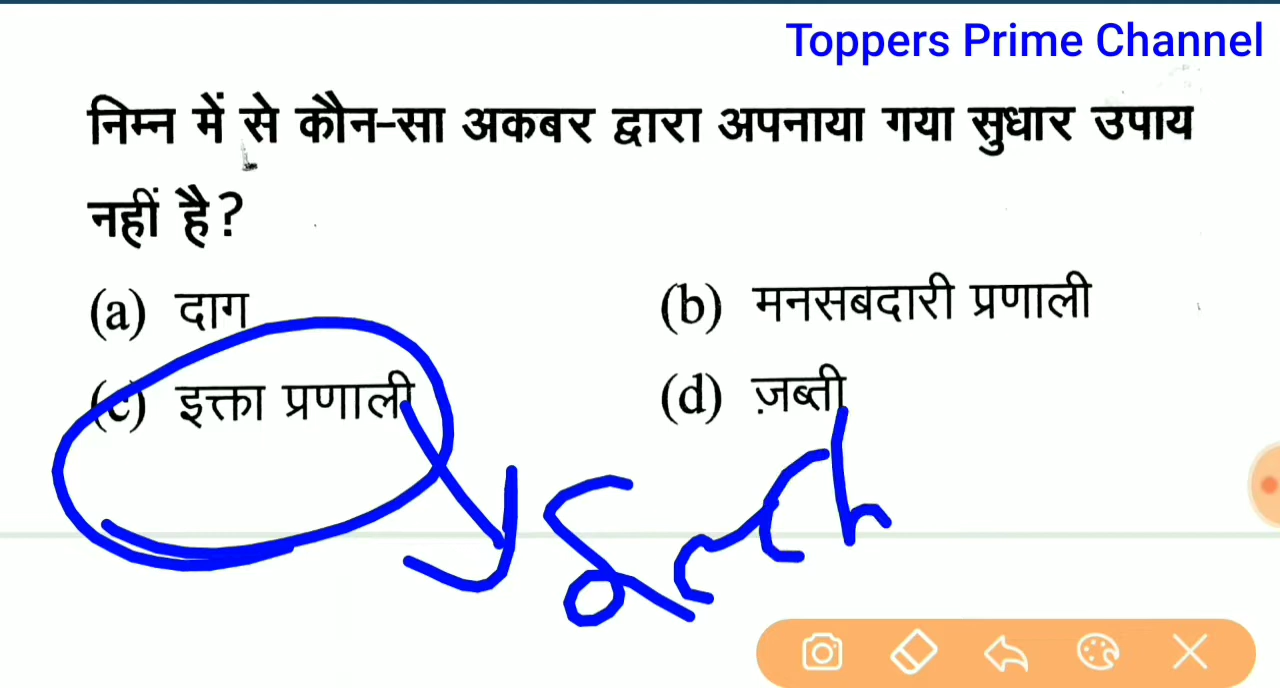 Toppers Prime Channel
निम्न में से कौन-सा अकबर द्वारा अपनाया गया सुधार उपाय
नहीं है?
(a) दाग (b) मनसबदारी प्रणाली
(c) इक्ता प्रणाली (d) ज़ब्ती